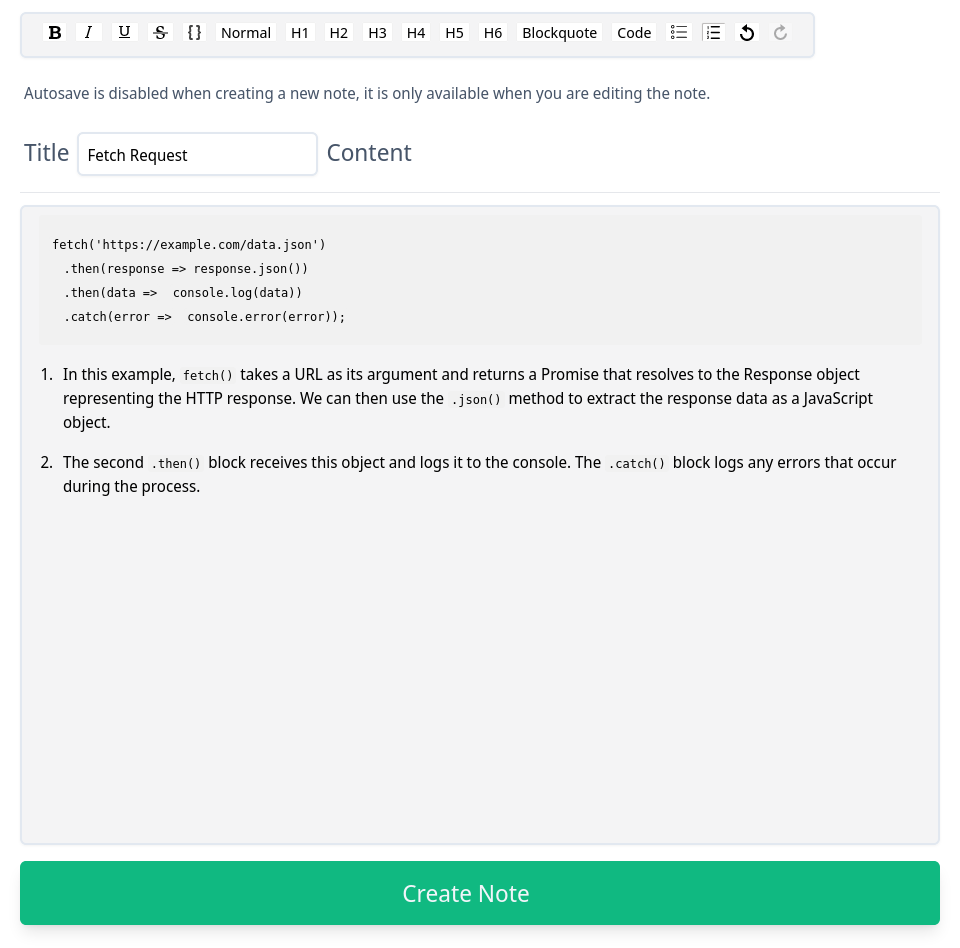 B I U S {} Normal H1 H2 H3 H4 H5 H6 Blockquote Code
Autosave is disabled when creating a new note, it is only available when you are editing the note.
Title Fetch Request Content
fetch('https://example.com/data.json')
.then(response => response.json())
.then(data =>  console.log(data))
.catch(error =>  console.error(error));
1. In this example, fetch() takes a URL as its argument and returns a Promise that resolves to the Response object
representing the HTTP response. We can then use the .json() method to extract the response data as a JavaScript
object.
2. The second .then() block receives this object and logs it to the console. The .catch() block logs any errors that occur
during the process.
Create Note